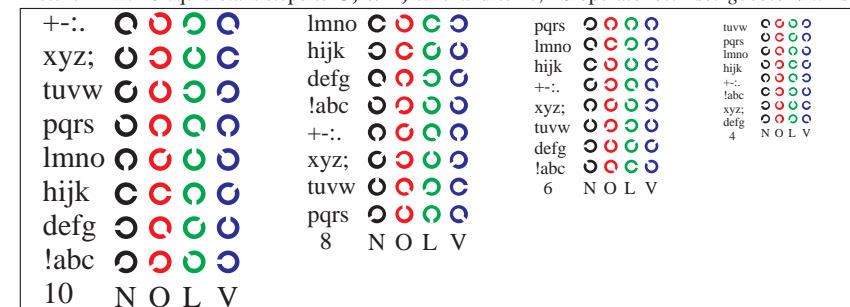 +-:.
xyz;
tuvw
pqrs
lmno
hijk
defg
!abc
10 N O L V
lmno
hijk
defg
!abc
+-:.
xyz;
tuvw
pqrs
8 N O L V
pqrs
lmno
hijk
+-:.
xyz;
tuvw
defg
!abc
6 N O L V
tuvw
pqrs
lmno
hijk
+-:.
!abc
xyz;
defg
4 N O L V